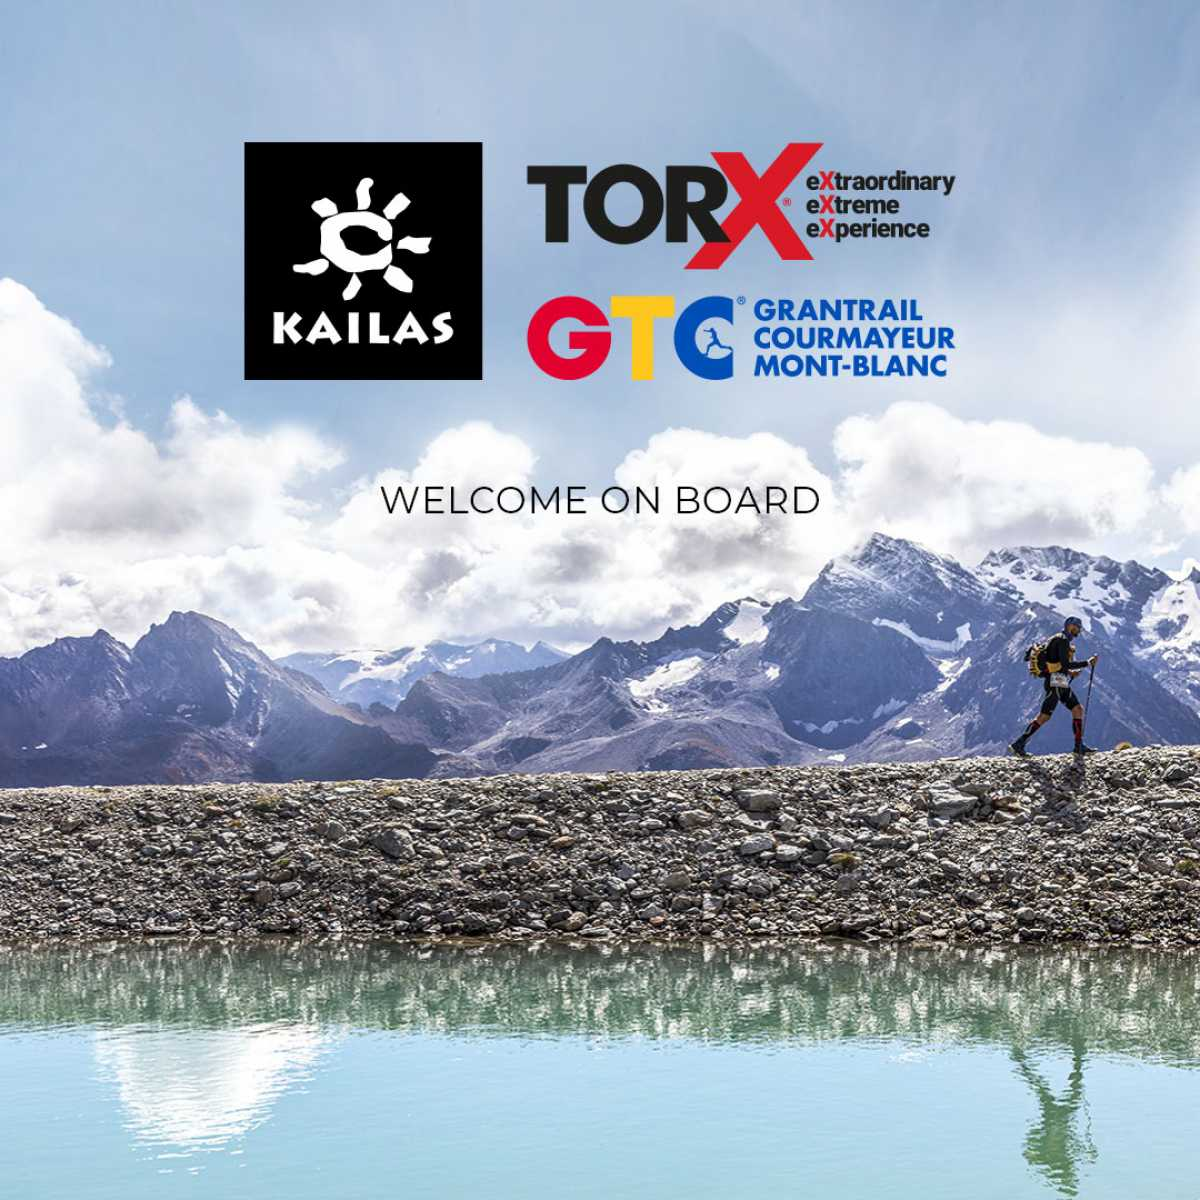 KAILAS
TORX®
eXtraordinary
eXtreme
eXperience
GTC®
GRANTRAIL
COURMAYEUR
MONT-BLANC
WELCOME ON BOARD